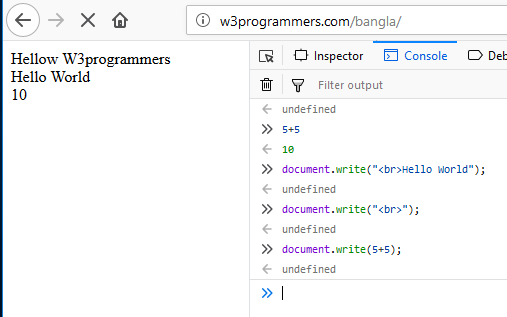 w3programmers.com/bangla/
Hellow W3programmers
Hello World
10
Inspector Console Deb
Filter output
undefined
5+5
10
document.write("<br>Hello World");
undefined
document.write("<br>");
undefined
document.write(5+5);
undefined